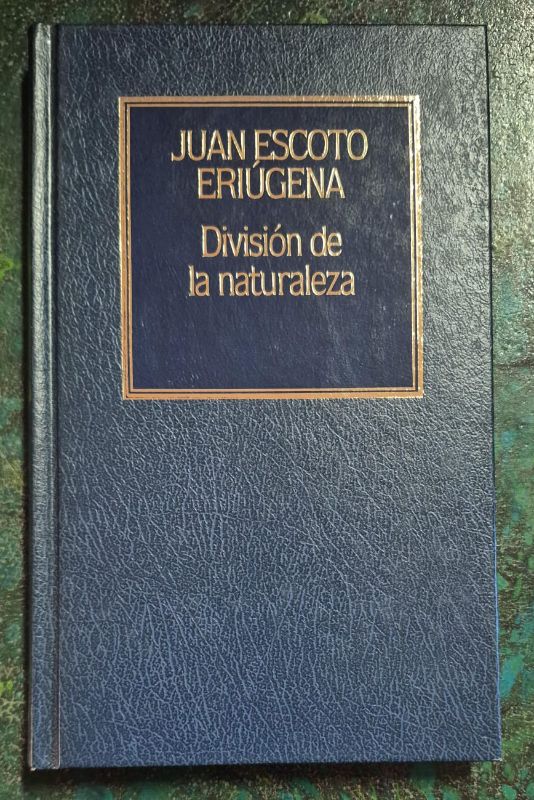 JUAN ESCOTO
ERIÚGENA
División de
la naturaleza